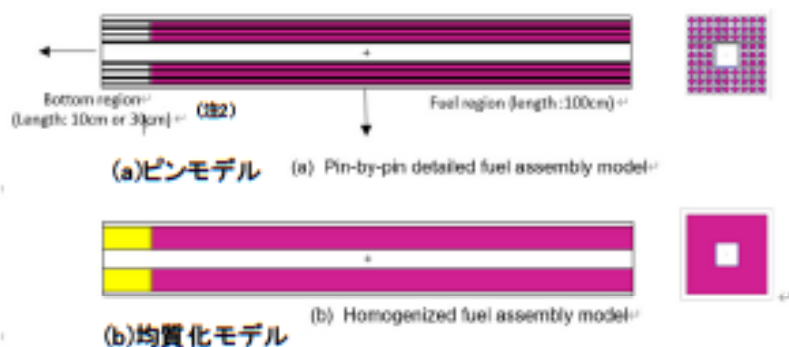 Bottom region
(Length: 10cm or 30cm)
(注2)
Fuel region (length :100cm)
(a)ピンモデル
(a) Pin-by-pin detailed fuel assembly model
(b)均質化モデル
(b) Homogenized fuel assembly model